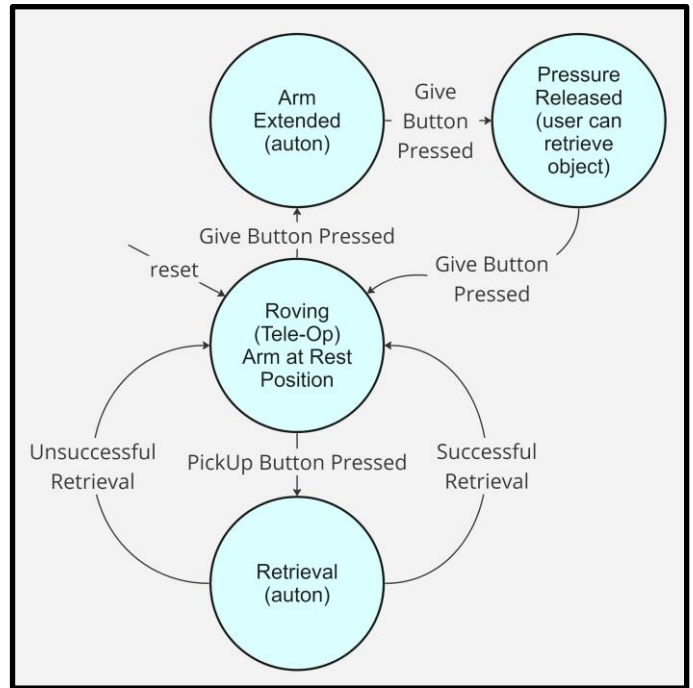 Arm
Extended
(auton)
Give
Button
Pressed
Pressure
Released
(user can
retrieve
object)
Give Button Pressed
reset
Give Button
Pressed
Roving
(Tele-Op)
Arm at Rest
Position
Unsuccessful
Retrieval
PickUp Button Pressed
Successful
Retrieval
Retrieval
(auton)